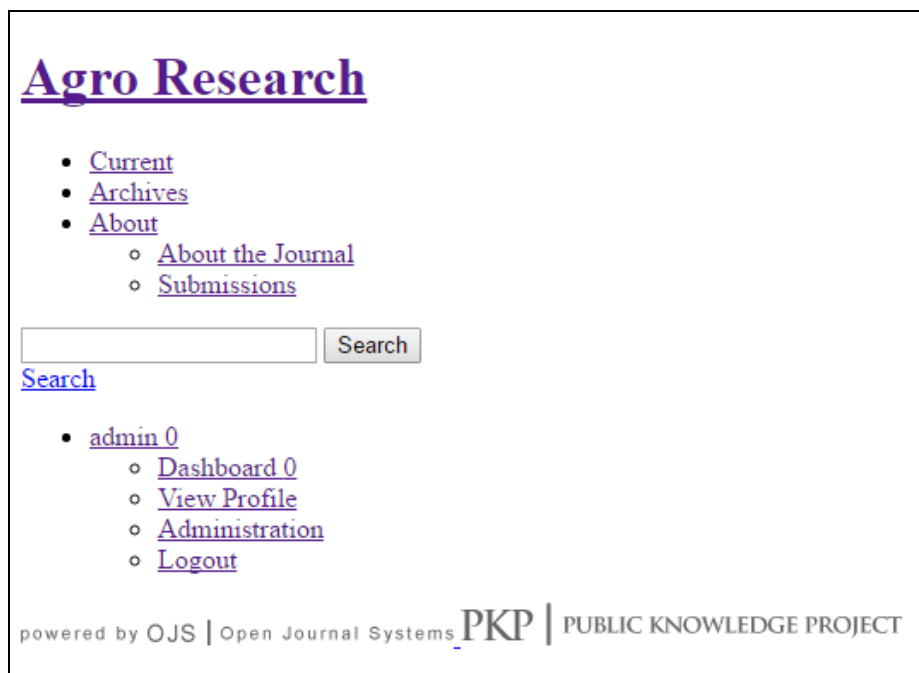 Agro Research
Current
Archives
About
About the Journal
Submissions
Search
Search
admin 0
Dashboard 0
View Profile
Administration
Logout
powered by OJS | Open Journal Systems PKP | PUBLIC KNOWLEDGE PROJECT